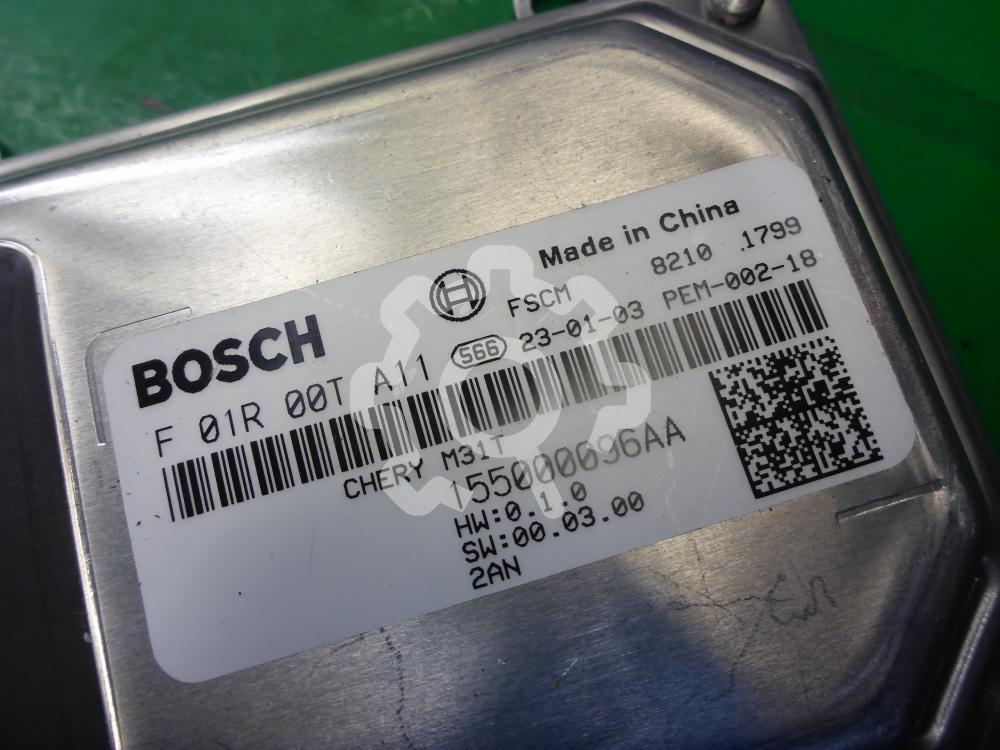 Made in China
FSCM 8210 1799
BOSCH 566 23-01-03 PEM-002-18
F 01R 00T A11
CHERY M31T
155000096AA
HW:0.1.0
SW:00.03.00
2AN